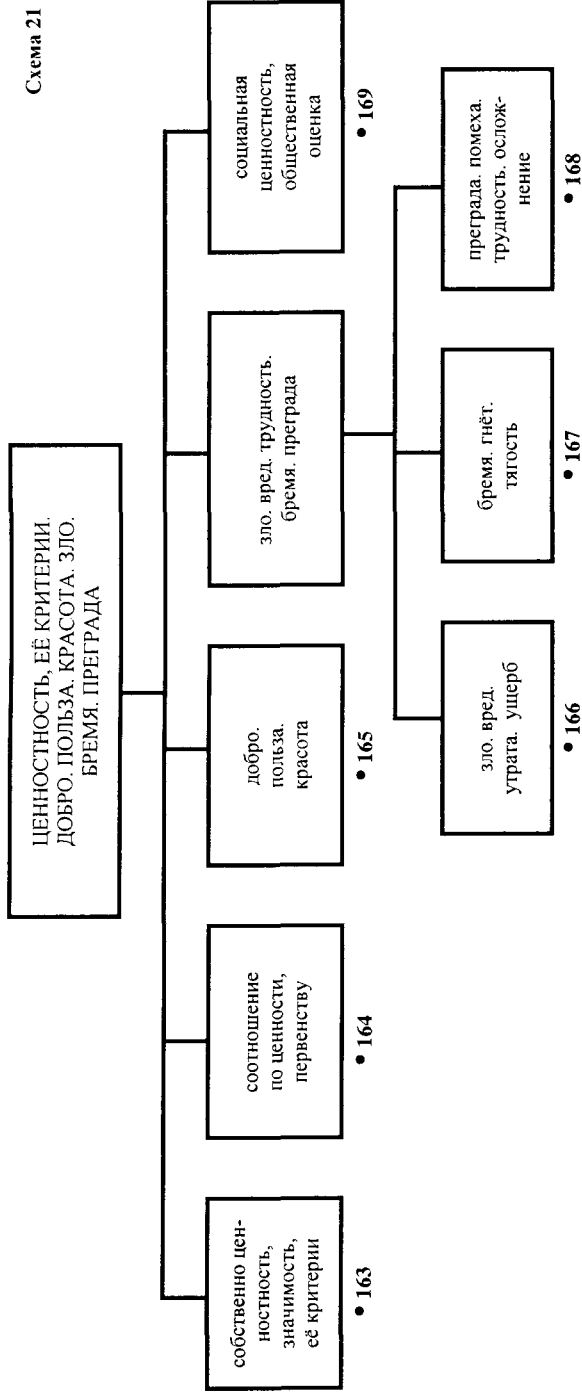 Схема 21
ЦЕННОСТНОСТЬ, ЕЁ КРИТЕРИИ.
ДОБРО. ПОЛЬЗА. КРАСОТА. ЗЛО.
БРЕМЯ. ПРЕГРАДА
собственно цен-
ностность,
значимость,
её критерии
• 163
соотношение
по ценности,
первенству
• 164
добро.
польза.
красота
• 165
зло. вред. трудность.
бремя. преграда
социальная
ценностность,
общественная
оценка
• 169
зло. вред.
утрата. ущерб
• 166
бремя. гнёт.
тягость
• 167
преграда. помеха.
трудность. ослож-
нение
• 168